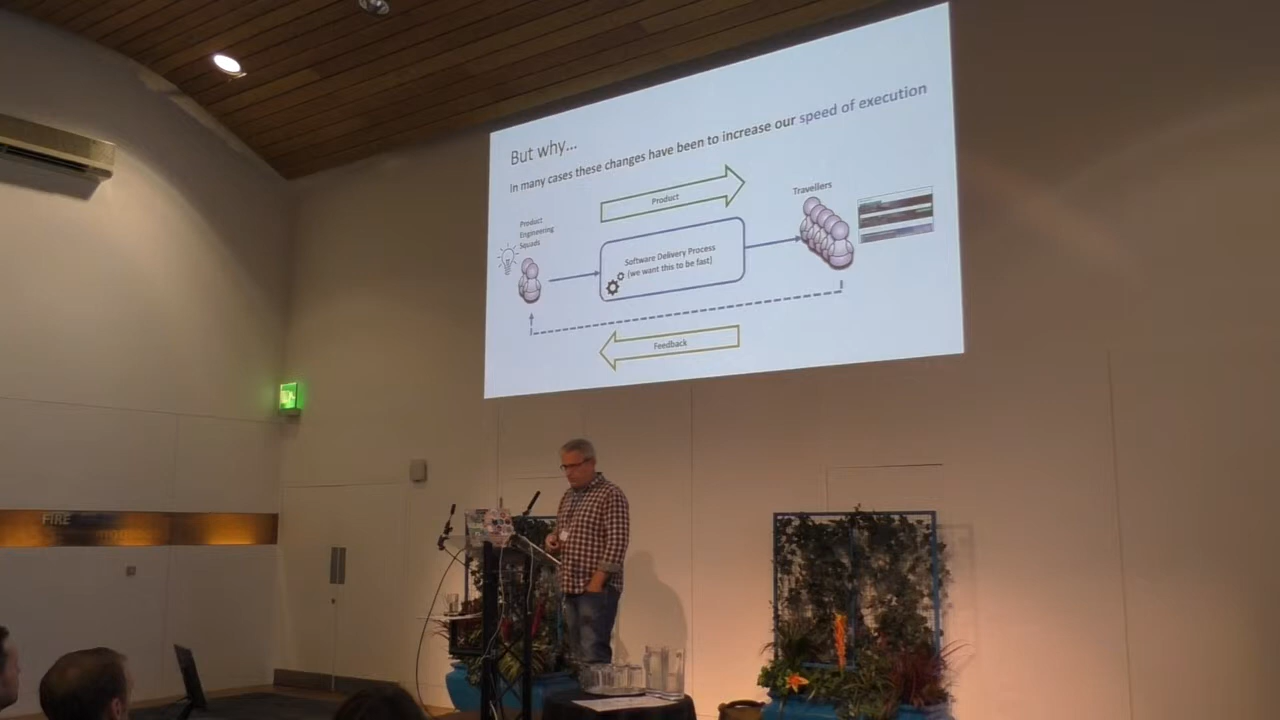 But why...
In many cases these changes have been to increase our speed of execution
Product
Travellers
Product
Engineering
Squads
Software Delivery Process
(we want this to be fast)
Feedback
FIRE